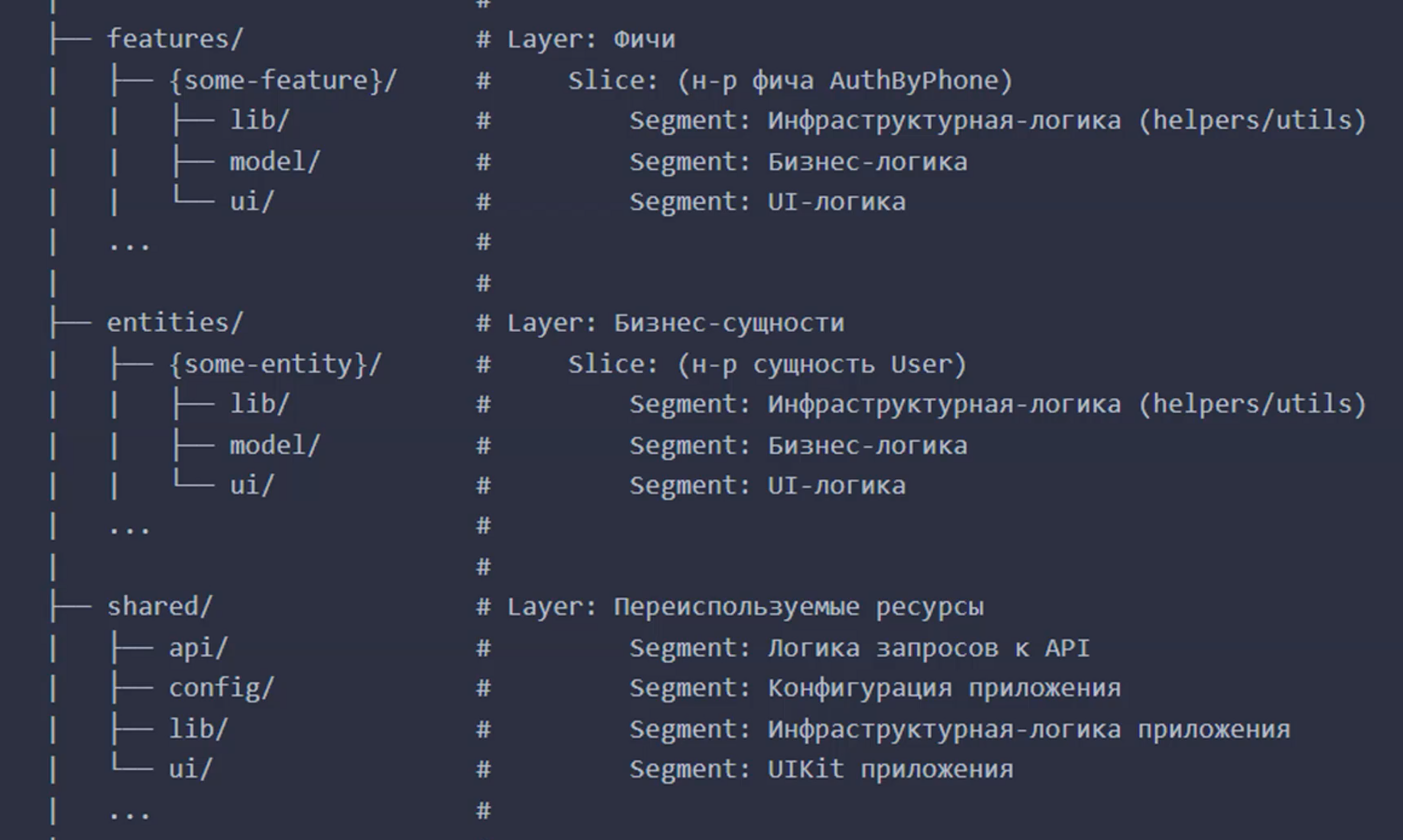 │ #
├── features/ # Layer: Фичи
| ├── {some-feature}/ # Slice: (н-р фича AuthByPhone)
| | ├── lib/ # Segment: Инфраструктурная-логика (helpers/utils)
| | ├── model/ # Segment: Бизнес-логика
| | └── ui/ # Segment: UI-логика
| ... #
| #
├── entities/ # Layer: Бизнес-сущности
| ├── {some-entity}/ # Slice: (н-р сущность User)
| | ├── lib/ # Segment: Инфраструктурная-логика (helpers/utils)
| | ├── model/ # Segment: Бизнес-логика
| | └── ui/ # Segment: UI-логика
| ... #
| #
├── shared/ # Layer: Переиспользуемые ресурсы
| ├── api/ # Segment: Логика запросов к API
| ├── config/ # Segment: Конфигурация приложения
| ├── lib/ # Segment: Инфраструктурная-логика приложения
| └── ui/ # Segment: UIKit приложения
| ... #